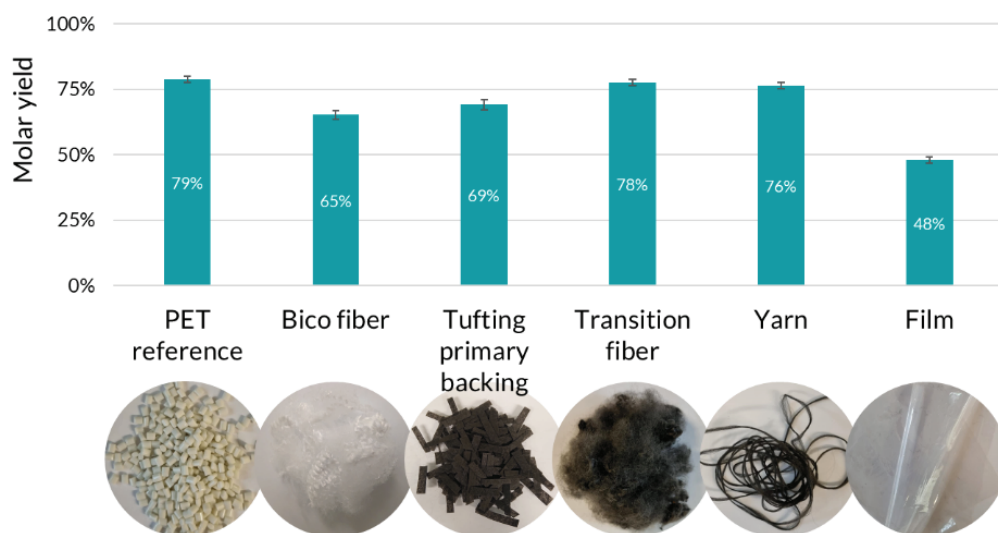 100%
75%
50%
25%
0%
Molar yield
79%
65%
69%
78%
76%
48%
PET
reference
Bico fiber
Tufting
primary
backing
Transition
fiber
Yarn
Film